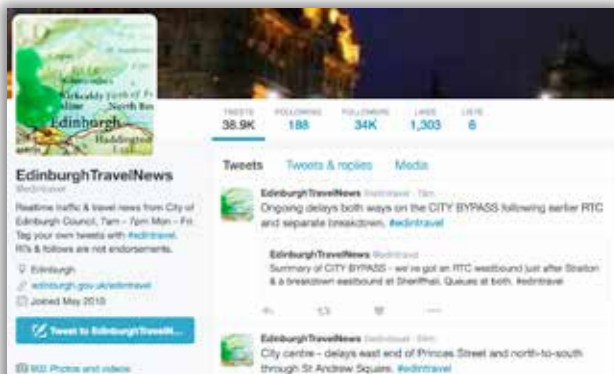 Kirkcaldy
North
Edinburgh
Haddington
TWEETS FOLLOWING FOLLOWERS LIKES LISTS
38.9K 188 34K 1,303 6
EdinburghTravelNews
@edintravel
Realtime traffic & travel news from City of
Edinburgh Council, 7am - 7pm Mon - Fri.
Tag your own tweets with #edintravel.
RTs & follows are not endorsements.
Edinburgh
edinburgh.gov.uk/edintravel
Joined May 2010
Tweet to EdinburghTravelN...
Photos and videos
Tweets Tweets & replies Media
EdinburghTravelNews @edintravel
Ongoing delays both ways on the CITY BYPASS following earlier RTC
and separate breakdown. #edintravel
EdinburghTravelNews @edintravel
Summary of CITY BYPASS - we've got an RTC westbound just after Straiton
& a breakdown eastbound at Sheriffhall. Queues at both. #edintravel
EdinburghTravelNews @edintravel
City centre - delays east end of Princes Street and north-to-south
through St Andrew Square. #edintravel